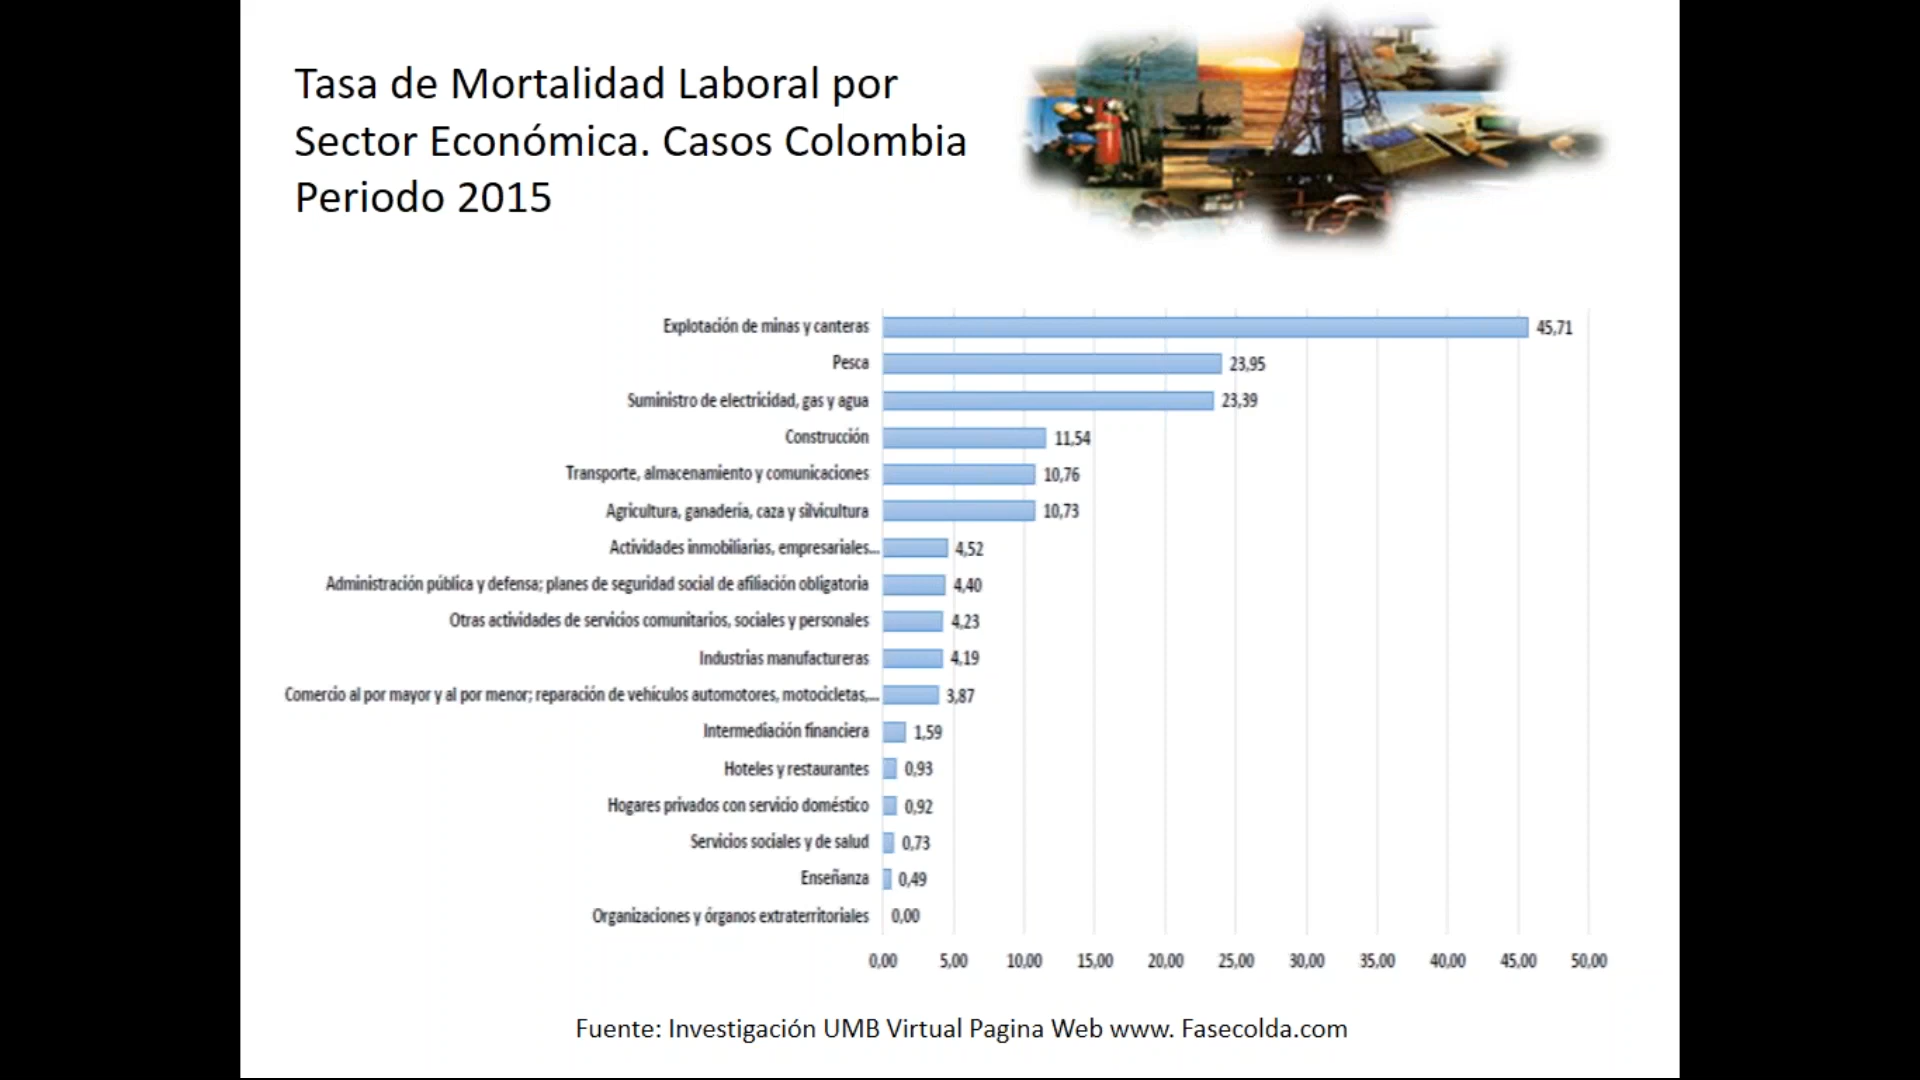 Tasa de Mortalidad Laboral por
Sector Económica. Casos Colombia
Periodo 2015
Explotación de minas y canteras 45,71
Pesca 23,95
Suministro de electricidad, gas y agua 23,39
Construcción 11,54
Transporte, almacenamiento y comunicaciones 10,76
Agricultura, ganadería, caza y silvicultura 10,73
Actividades inmobiliarias, empresariales... 4,52
Administración pública y defensa; planes de seguridad social de afiliación obligatoria 4,40
Otras actividades de servicios comunitarios, sociales y personales 4,23
Industrias manufactureras 4,19
Comercio al por mayor y al por menor; reparación de vehículos automotores, motocicletas,... 3,87
Intermediación financiera 1,59
Hoteles y restaurantes 0,93
Hogares privados con servicio doméstico 0,92
Servicios sociales y de salud 0,73
Enseñanza 0,49
Organizaciones y órganos extraterritoriales 0,00
0,00 5,00 10,00 15,00 20,00 25,00 30,00 35,00 40,00 45,00 50,00
Fuente: Investigación UMB Virtual Pagina Web www. Fasecolda.com